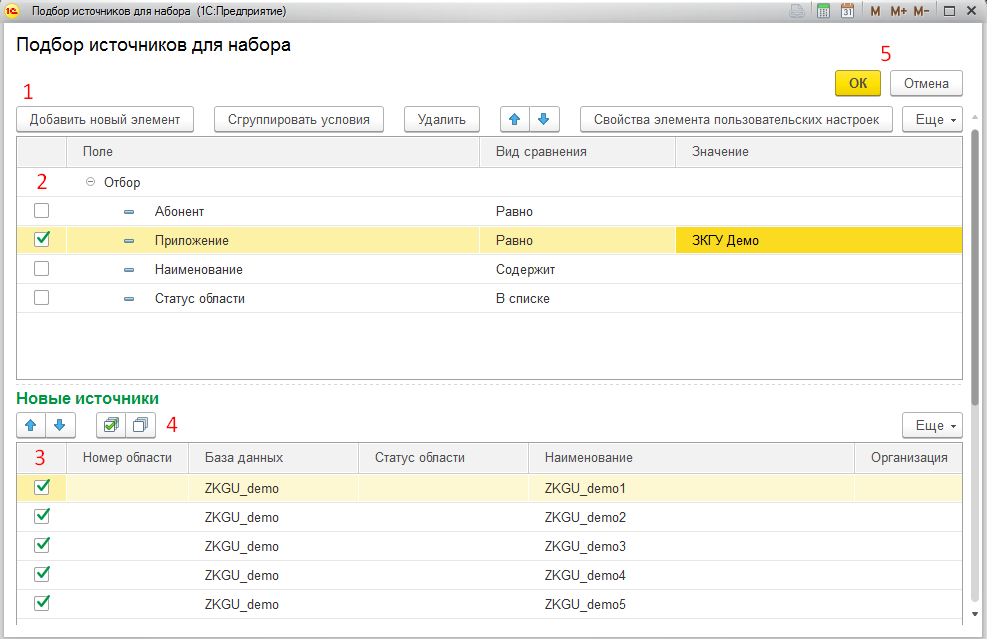 Подбор источников для набора (1С:Предприятие)
31 M M+ M-
Подбор источников для набора
5
ОК Отмена
1
Добавить новый элемент Сгруппировать условия Удалить Свойства элемента пользовательских настроек Еще
Поле Вид сравнения Значение
2 Отбор
Абонент Равно
Приложение Равно ЗКГУ Демо
Наименование Содержит
Статус области В списке
Новые источники
4 Еще
3 Номер области База данных Статус области Наименование Организация
ZKGU_demo ZKGU_demo1
ZKGU_demo ZKGU_demo2
ZKGU_demo ZKGU_demo3
ZKGU_demo ZKGU_demo4
ZKGU_demo ZKGU_demo5